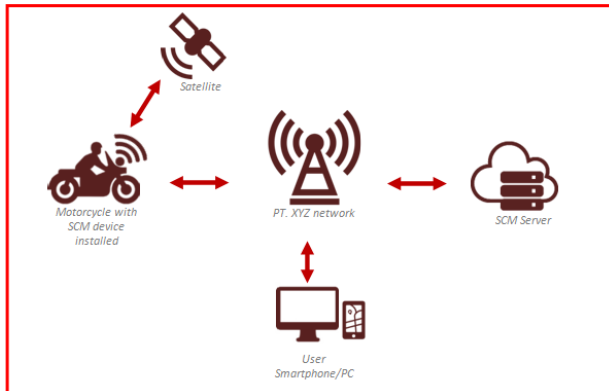 Satellite
Motorcycle with
SCM device
installed
PT. XYZ network
SCM Server
User
Smartphone/PC